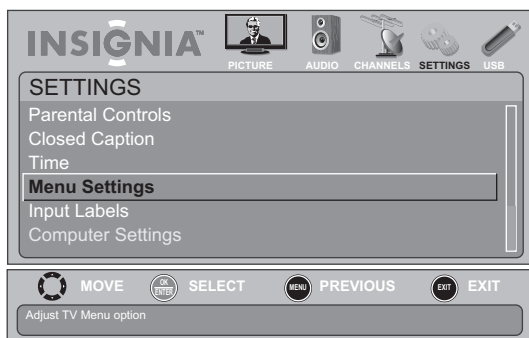 INSIGNIA™
PICTURE AUDIO CHANNELS SETTINGS USB
SETTINGS
Parental Controls
Closed Caption
Time
Menu Settings
Input Labels
Computer Settings
MOVE OK ENTER SELECT MENU PREVIOUS EXIT EXIT
Adjust TV Menu option